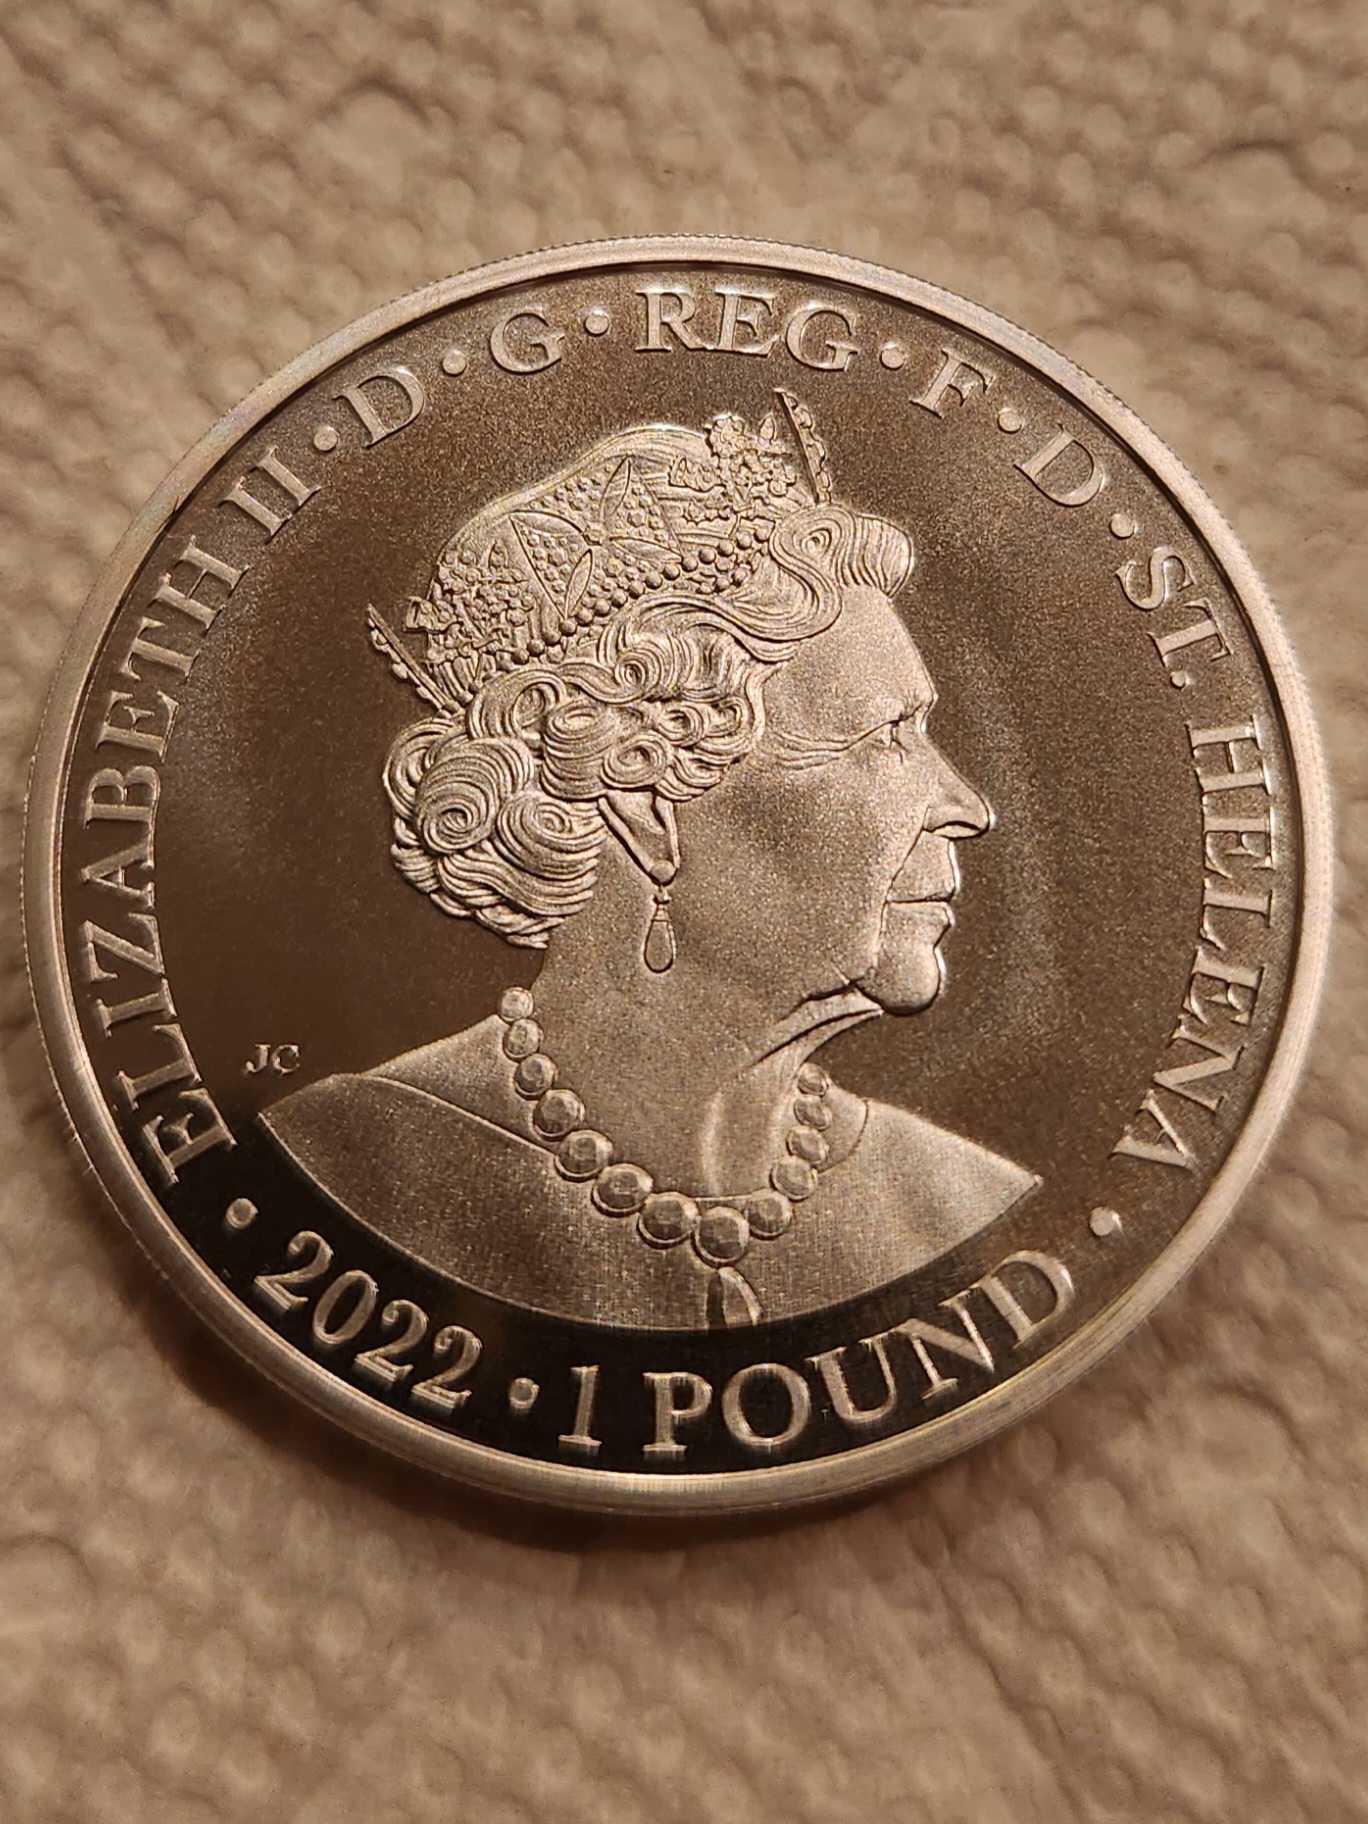 ELIZABETH II · D · G · REG · F · D · ST. HELENA
JC
· 2022 · 1 POUND ·